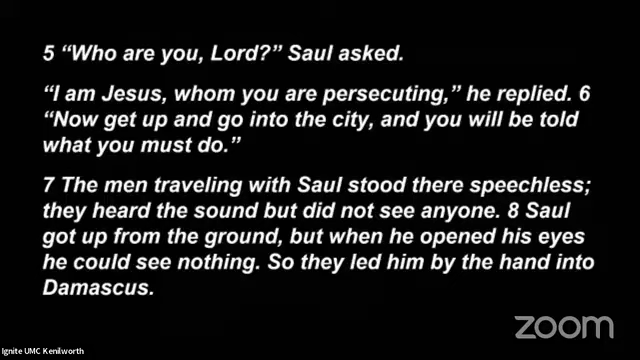 5 “Who are you, Lord?” Saul asked.
“I am Jesus, whom you are persecuting,” he replied. 6
“Now get up and go into the city, and you will be told
what you must do.”
7 The men traveling with Saul stood there speechless;
they heard the sound but did not see anyone. 8 Saul
got up from the ground, but when he opened his eyes
he could see nothing. So they led him by the hand into
Damascus.
zoom
Ignite UMC Kenilworth